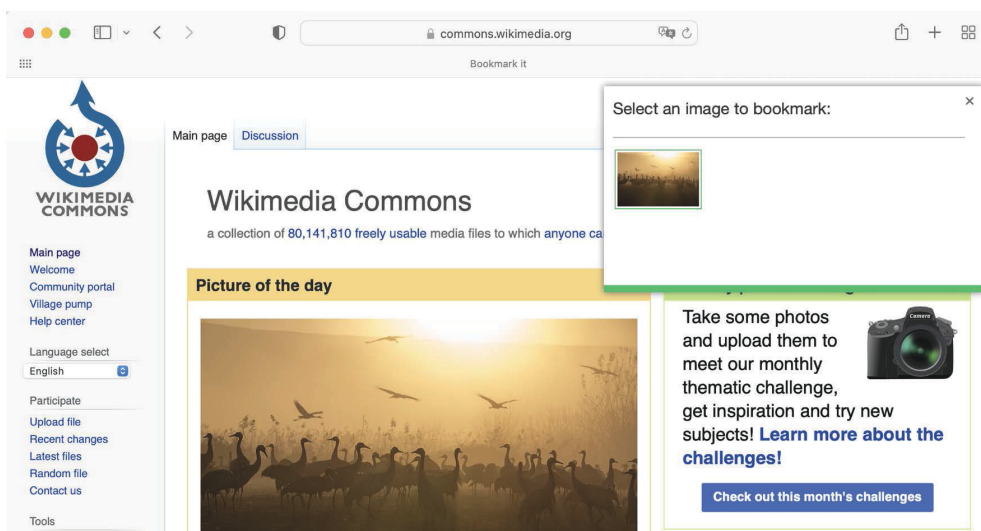 commons.wikimedia.org
Bookmark it
WIKIMEDIA
COMMONS
Main page
Welcome
Community portal
Village pump
Help center
Language select
English
Participate
Upload file
Recent changes
Latest files
Random file
Contact us
Tools
Main page Discussion
Wikimedia Commons
a collection of 80,141,810 freely usable media files to which anyone ca
Picture of the day
Select an image to bookmark:
×
Take some photos
and upload them to
meet our monthly
thematic challenge,
get inspiration and try new
subjects! Learn more about the
challenges!
Camera
Check out this month's challenges